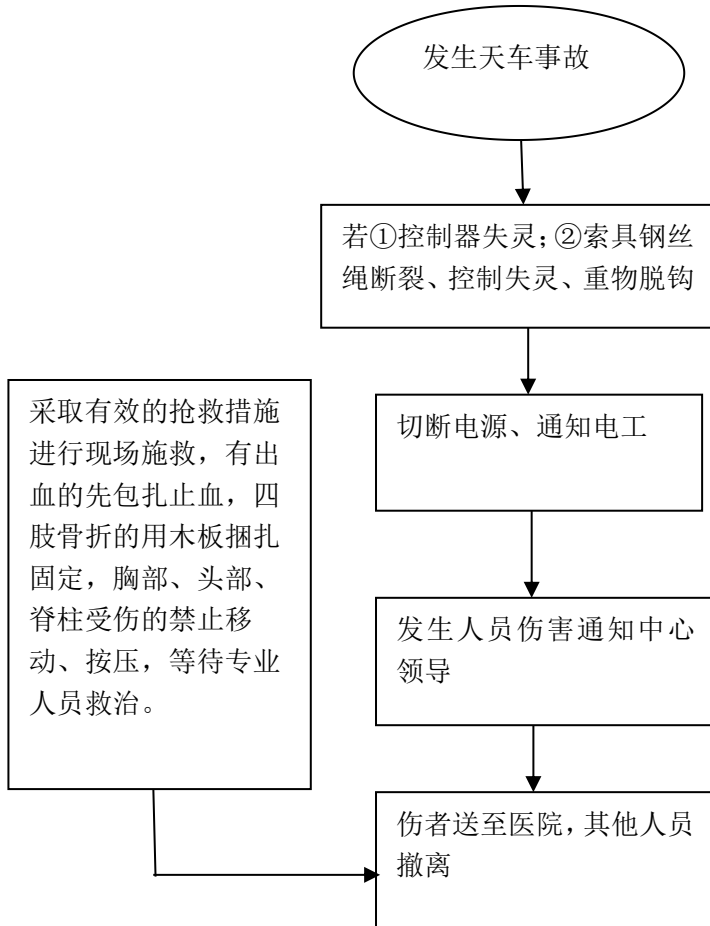 发生天车事故
若①控制器失灵;②索具钢丝
绳断裂、控制失灵、重物脱钩
切断电源、通知电工
采取有效的抢救措施
进行现场施救，有出
血的先包扎止血，四
肢骨折的用木板捆扎
固定，胸部、头部、
脊柱受伤的禁止移
动、按压，等待专业
人员救治。
发生人员伤害通知中心
领导
伤者送至医院，其他人员
撤离